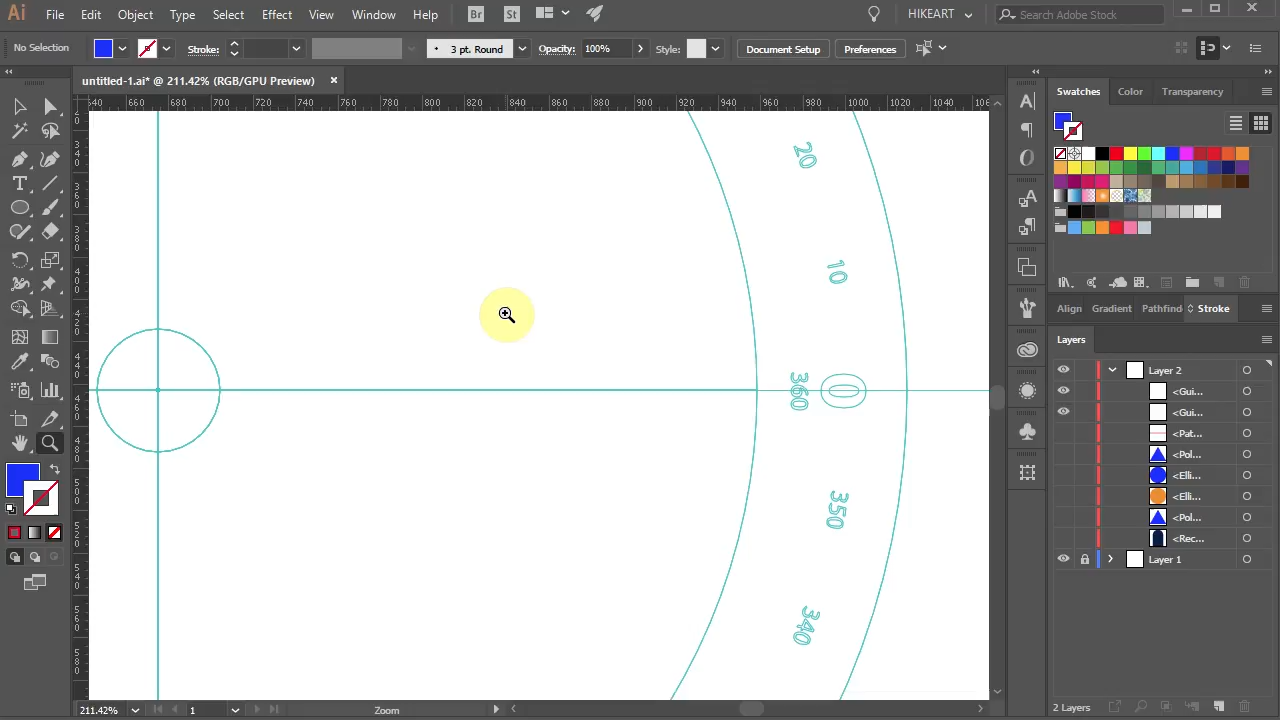 Ai File Edit Object Type Select Effect View Window Help Br St HIKEART Search Adobe Stock
No Selection Stroke: 3 pt. Round Opacity: 100% Style: Document Setup Preferences
untitled-1.ai* @ 211.42% (RGB/GPU Preview) ×
640 660 680 700 720 740 760 780 800 820 840 860 880 900 920 940 960 980 1000 1020 1040 106
20
10
360 0
350
340
Swatches Color Transparency
Align Gradient Pathfind Stroke
Layers
Layer 2
<Gui...
<Gui...
<Pat...
<Pol...
<Elli...
<Elli...
<Pol...
<Rec...
Layer 1
2 Layers
211.42% 1 Zoom